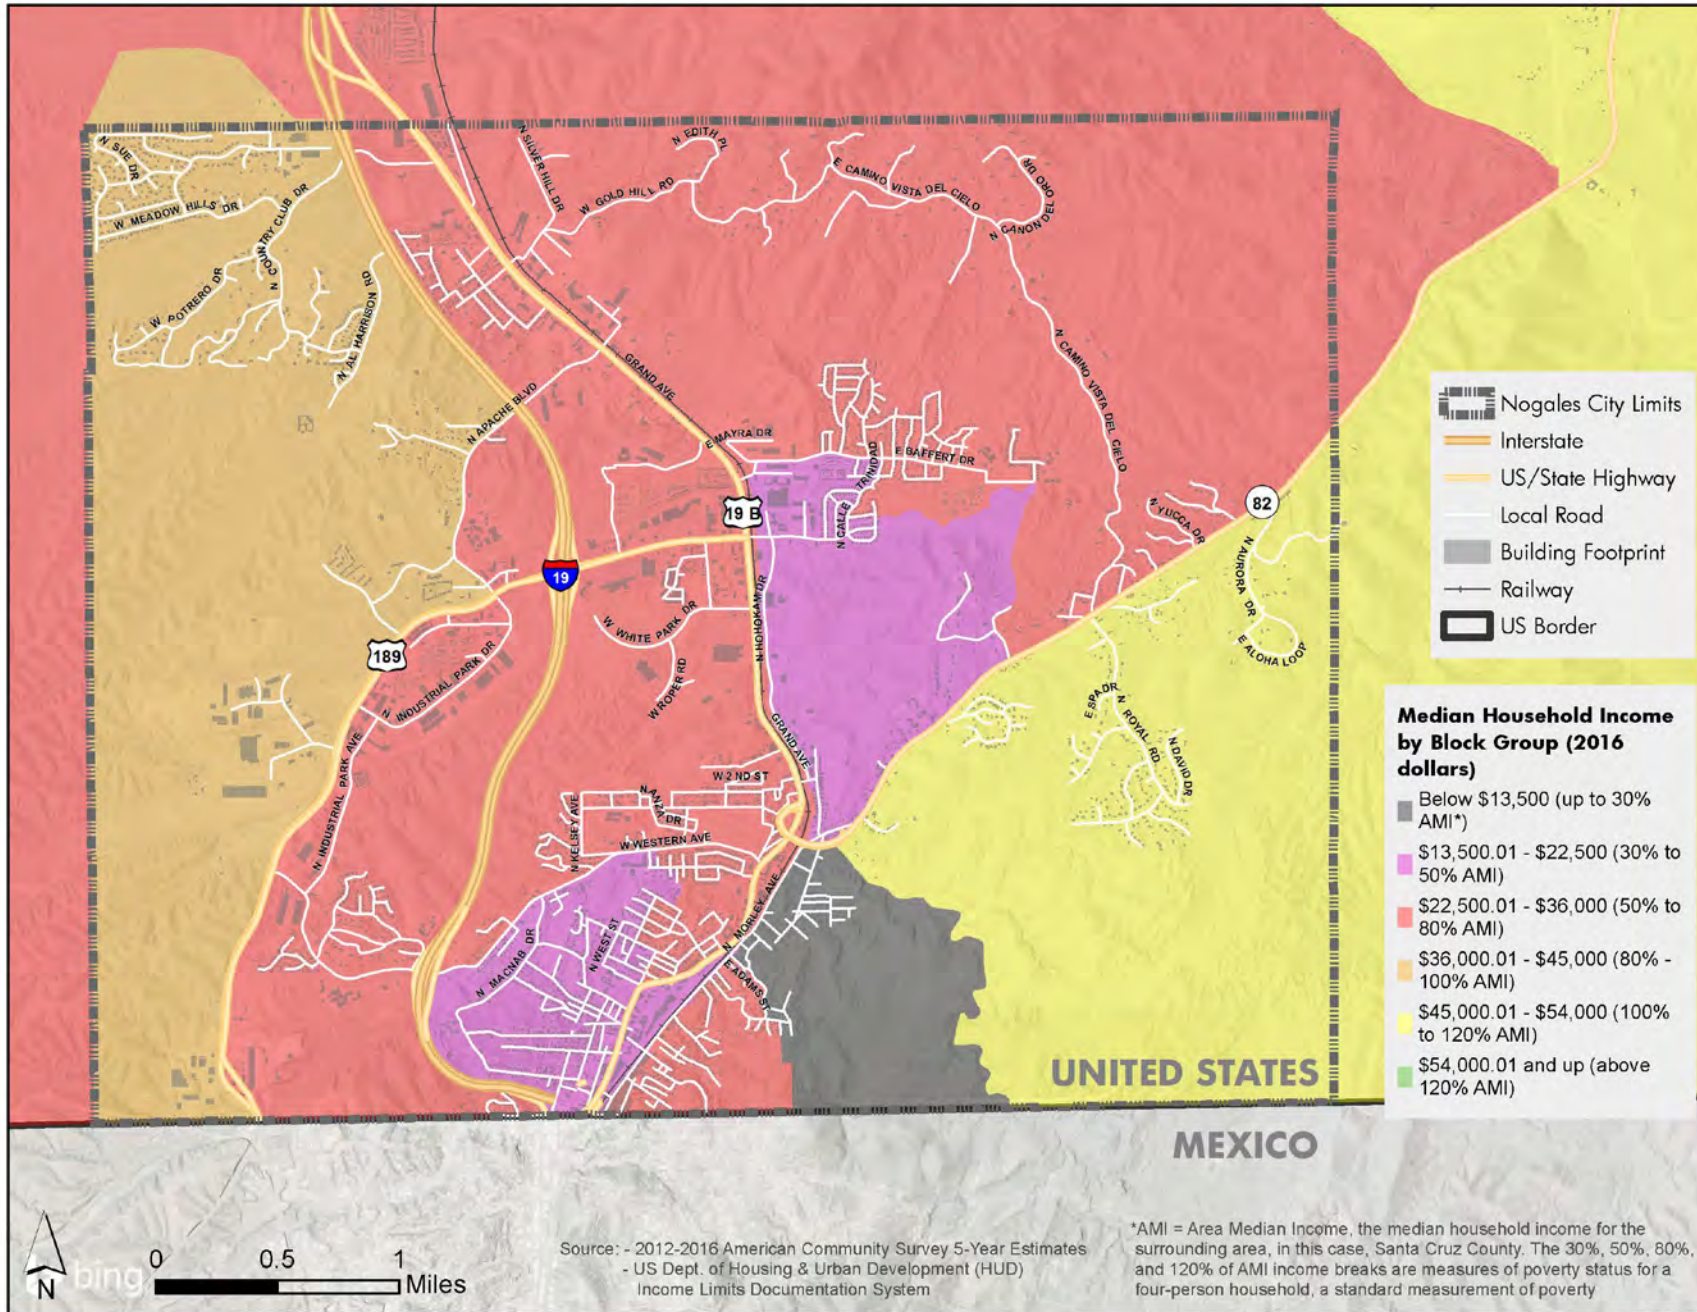 N SUE DR
W MEADOW HILLS DR
N COUNTRY CLUB DR
W POTRERO DR
N AL HARRISON RD
N SILVER HILL DR
W GOLD HILL RD
N EDITH PL
E CAMINO VISTA DEL CIELO
N CANON DEL ORO DR
N CAMINO VISTA DEL CIELO
GRAND AVE
N APACHE BLVD
E MAYRA DR
E BAFFERT DR
N CALLE TRINIDAD
19 B
19
189
82
N YUCCA DR
N AURORA DR
E ALOHA LOOP
N HOHOKAM DR
W WHITE PARK DR
W ROPER RD
N INDUSTRIAL PARK DR
N INDUSTRIAL PARK AVE
E SPA DR
N ROYAL RD
N DAVID DR
GRAND AVE
W 2 ND ST
N ANZA DR
N KELSEY AVE
W WESTERN AVE
N MORLEY AVE
N WEST ST
N MACNAB DR
E ADAMS ST
UNITED STATES
MEXICO
Nogales City Limits
Interstate
US/State Highway
Local Road
Building Footprint
Railway
US Border
Median Household Income
by Block Group (2016
dollars)
Below $13,500 (up to 30%
AMI*)
$13,500.01 - $22,500 (30% to
50% AMI)
$22,500.01 - $36,000 (50% to
80% AMI)
$36,000.01 - $45,000 (80% -
100% AMI)
$45,000.01 - $54,000 (100%
to 120% AMI)
$54,000.01 and up (above
120% AMI)
N
bing
0 0.5 1
Miles
Source: - 2012-2016 American Community Survey 5-Year Estimates
- US Dept. of Housing & Urban Development (HUD)
Income Limits Documentation System
*AMI = Area Median Income, the median household income for the
surrounding area, in this case, Santa Cruz County. The 30%, 50%, 80%,
and 120% of AMI income breaks are measures of poverty status for a
four-person household, a standard measurement of poverty